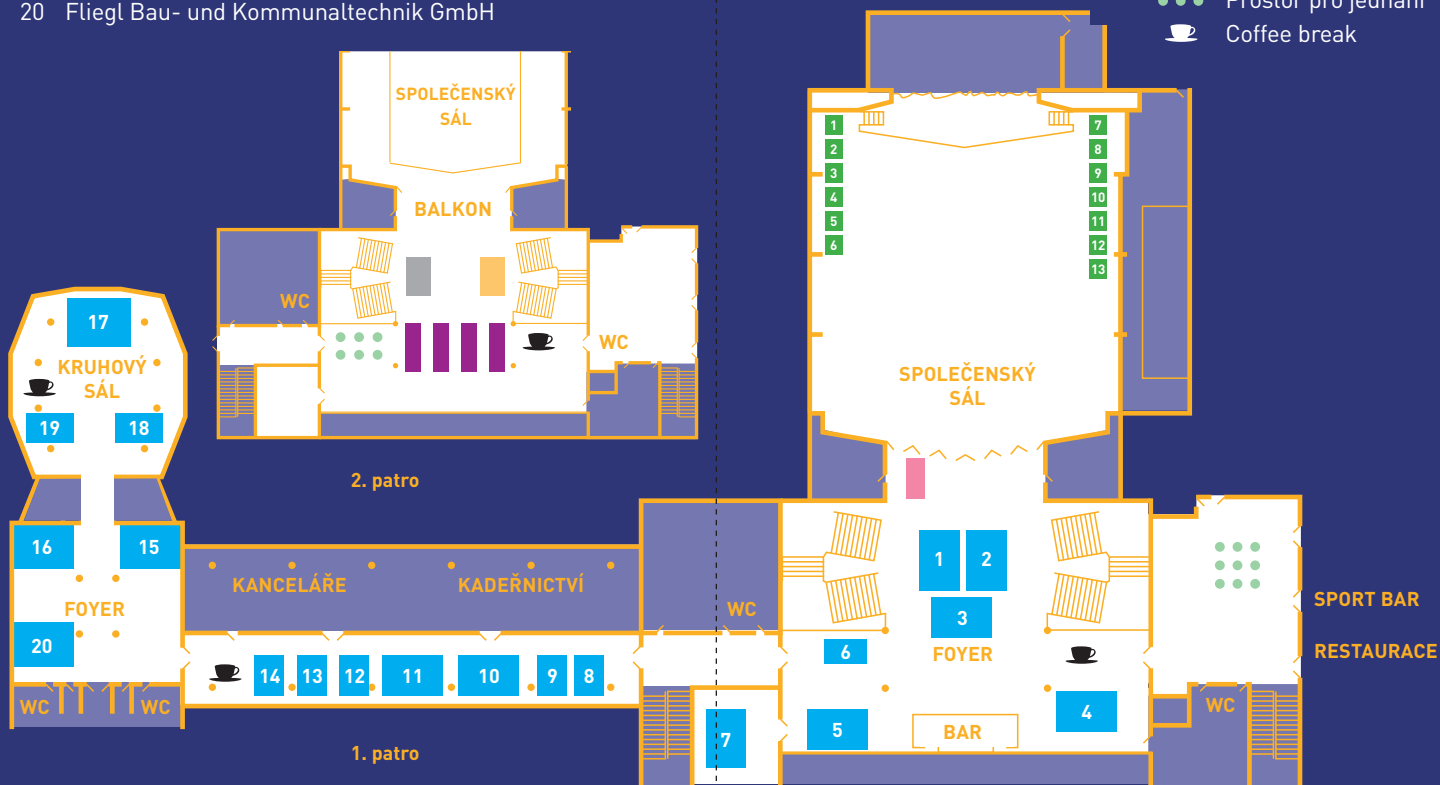 20 Fliegl Bau- und Kommunaltechnik GmbH
Prostor pro jednání
Coffee break
SPOLEČENSKÝ
SÁL
BALKON
WC
WC
17
KRUHOVÝ
SÁL
19
18
2. patro
1
2
3
4
5
6
7
8
9
10
11
12
13
SPOLEČENSKÝ
SÁL
16
15
FOYER
20
WC
WC
KANCELÁŘE
KADEŘNICTVÍ
14
13
12
11
10
9
8
1. patro
WC
1
2
3
6
FOYER
7
5
BAR
4
WC
SPORT BAR
RESTAURACE